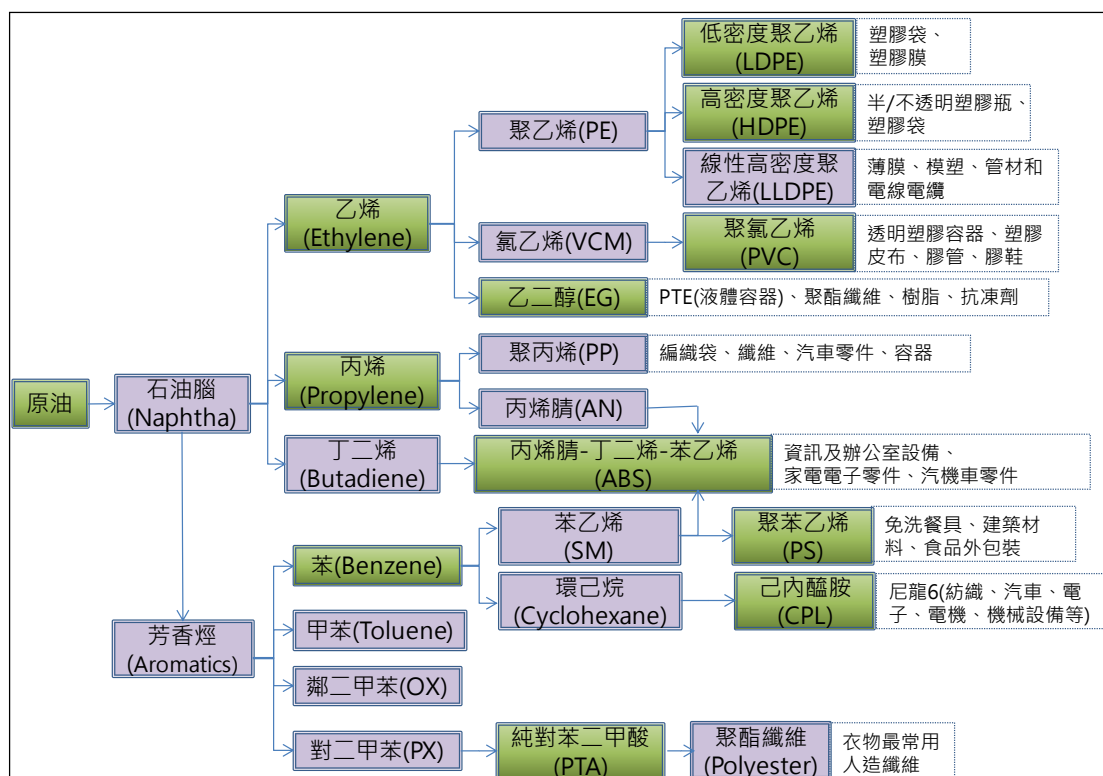 低密度聚乙烯
(LDPE)
塑膠袋、
塑膠膜
高密度聚乙烯
(HDPE)
半/不透明塑膠瓶、
塑膠袋
聚乙烯(PE)
線性高密度聚
乙烯(LLDPE)
薄膜、模塑、管材和
電線電纜
乙烯
(Ethylene)
氯乙烯(VCM)
聚氯乙烯
(PVC)
透明塑膠容器、塑膠
皮布、膠管、膠鞋
乙二醇(EG)
PTE(液體容器)、聚酯纖維、樹脂、抗凍劑
原油
石油腦
(Naphtha)
丙烯
(Propylene)
聚丙烯(PP)
編織袋、纖維、汽車零件、容器
丙烯腈(AN)
丁二烯
(Butadiene)
丙烯腈-丁二烯-苯乙烯
(ABS)
資訊及辦公室設備、
家電電子零件、汽機車零件
苯(Benzene)
苯乙烯
(SM)
聚苯乙烯
(PS)
免洗餐具、建築材
料、食品外包裝
環己烷
(Cyclohexane)
己內醯胺
(CPL)
尼龍6(紡織、汽車、電
子、電機、機械設備等)
芳香烴
(Aromatics)
甲苯(Toluene)
鄰二甲苯(OX)
對二甲苯(PX)
純對苯二甲酸
(PTA)
聚酯纖維
(Polyester)
衣物最常用
人造纖維